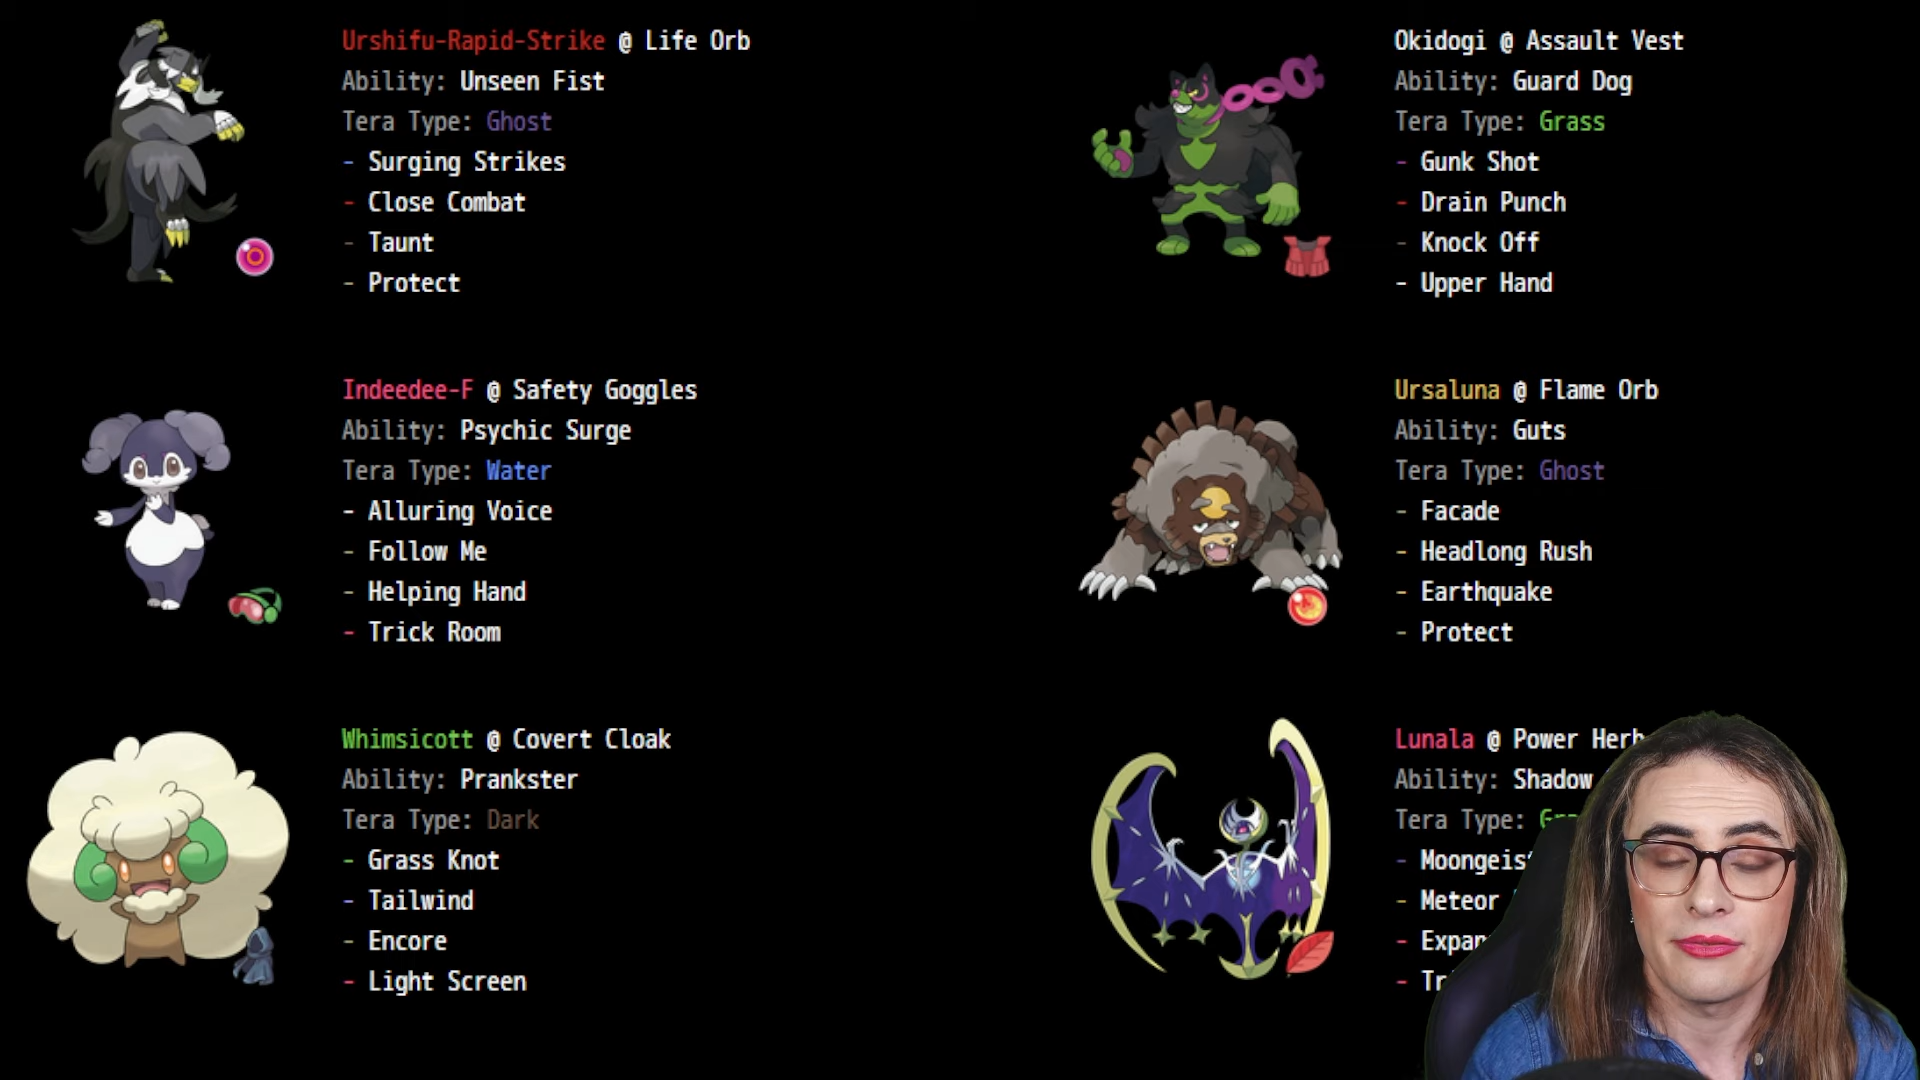 Urshifu-Rapid-Strike @ Life Orb
Ability: Unseen Fist
Tera Type: Ghost
- Surging Strikes
- Close Combat
- Taunt
- Protect
Okidogi @ Assault Vest
Ability: Guard Dog
Tera Type: Grass
- Gunk Shot
- Drain Punch
- Knock Off
- Upper Hand
Indeedee-F @ Safety Goggles
Ability: Psychic Surge
Tera Type: Water
- Alluring Voice
- Follow Me
- Helping Hand
- Trick Room
Ursaluna @ Flame Orb
Ability: Guts
Tera Type: Ghost
- Facade
- Headlong Rush
- Earthquake
- Protect
Whimsicott @ Covert Cloak
Ability: Prankster
Tera Type: Dark
- Grass Knot
- Tailwind
- Encore
- Light Screen
Lunala @ Power Herb
Ability: Shadow
Tera Type:
-
- Meteor
-
-